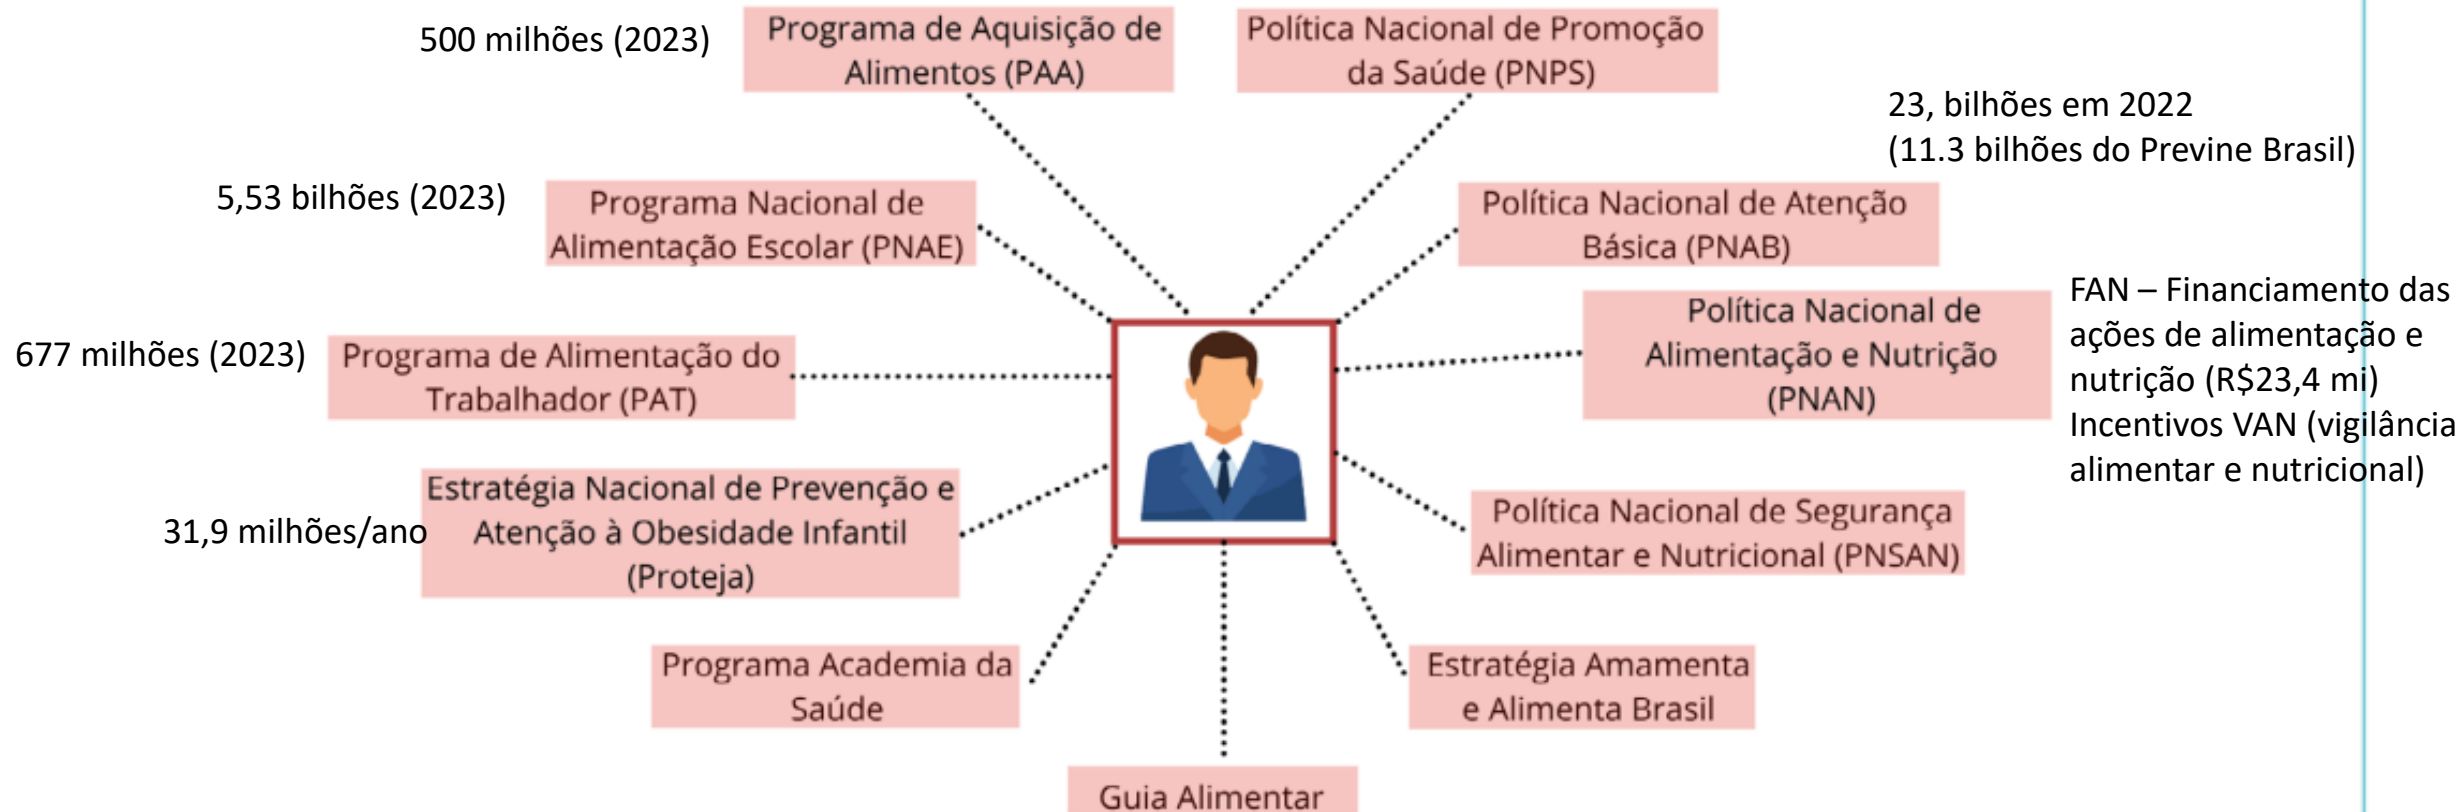 500 milhões (2023)
Programa de Aquisição de
Alimentos (PAA)
Política Nacional de Promoção
da Saúde (PNPS)
23, bilhões em 2022
(11.3 bilhões do Previne Brasil)
5,53 bilhões (2023)
Programa Nacional de
Alimentação Escolar (PNAE)
Política Nacional de Atenção
Básica (PNAB)
677 milhões (2023)
Programa de Alimentação do
Trabalhador (PAT)
Política Nacional de
Alimentação e Nutrição
(PNAN)
FAN – Financiamento das
ações de alimentação e
nutrição (R$23,4 mi)
Incentivos VAN (vigilância
alimentar e nutricional)
31,9 milhões/ano
Estratégia Nacional de Prevenção e
Atenção à Obesidade Infantil
(Proteja)
Política Nacional de Segurança
Alimentar e Nutricional (PNSAN)
Programa Academia da
Saúde
Estratégia Amamenta
e Alimenta Brasil
Guia Alimentar